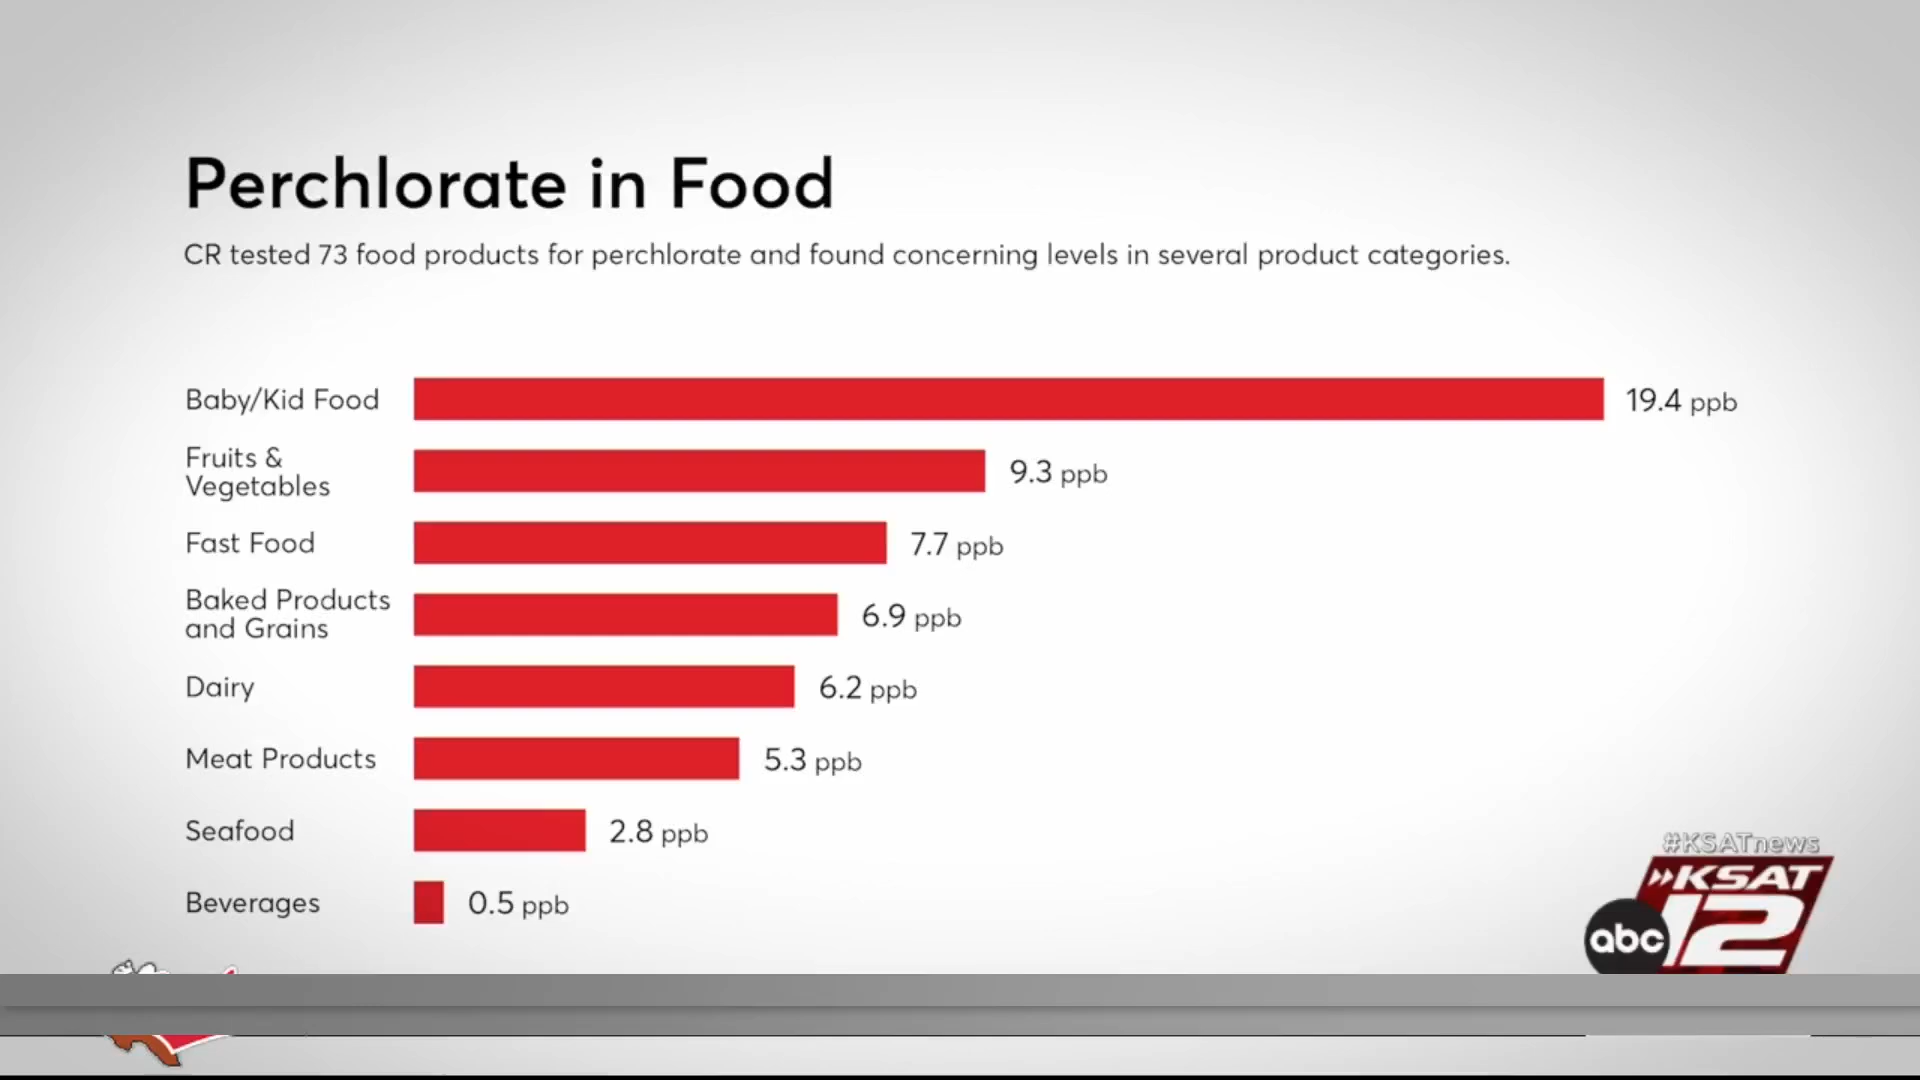 Perchlorate in Food
CR tested 73 food products for perchlorate and found concerning levels in several product categories.
Baby/Kid Food 19.4 ppb
Fruits &
Vegetables 9.3 ppb
Fast Food 7.7 ppb
Baked Products
and Grains 6.9 ppb
Dairy 6.2 ppb
Meat Products 5.3 ppb
Seafood 2.8 ppb
Beverages 0.5 ppb
#KSATnews
KSAT
abc 12